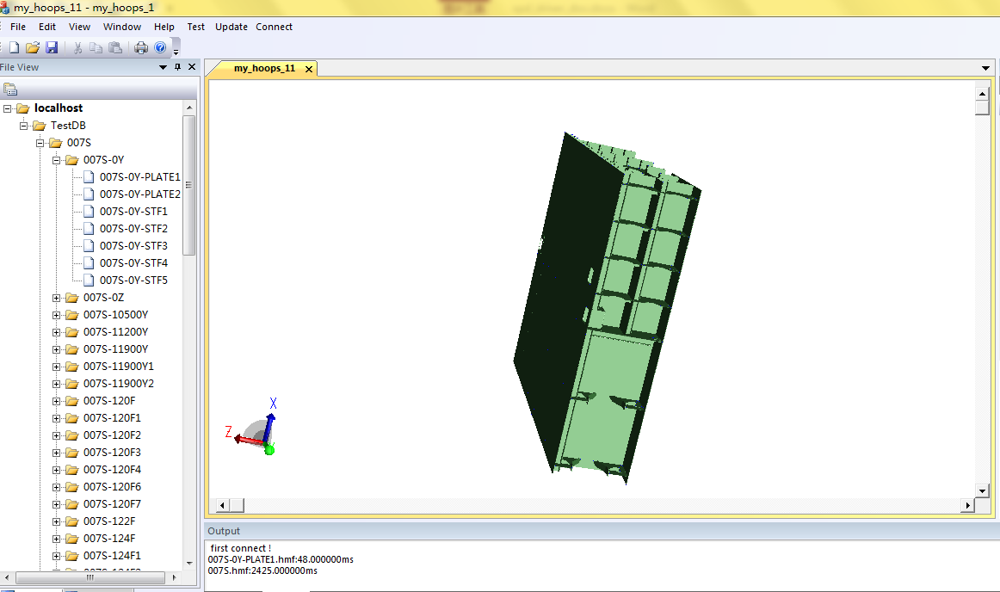 my_hoops_11 - my_hoops_1
File Edit View Window Help Test Update Connect
File View
my_hoops_11
localhost
TestDB
007S
007S-0Y
007S-0Y-PLATE1
007S-0Y-PLATE2
007S-0Y-STF1
007S-0Y-STF2
007S-0Y-STF3
007S-0Y-STF4
007S-0Y-STF5
007S-0Z
007S-10500Y
007S-11200Y
007S-11900Y
007S-11900Y1
007S-11900Y2
007S-120F
007S-120F1
007S-120F2
007S-120F3
007S-120F4
007S-120F6
007S-120F7
007S-122F
007S-124F
007S-124F1
X
Z
Output
first connect !
007S-0Y-PLATE1.hmf:48.000000ms
007S.hmf:2425.000000ms